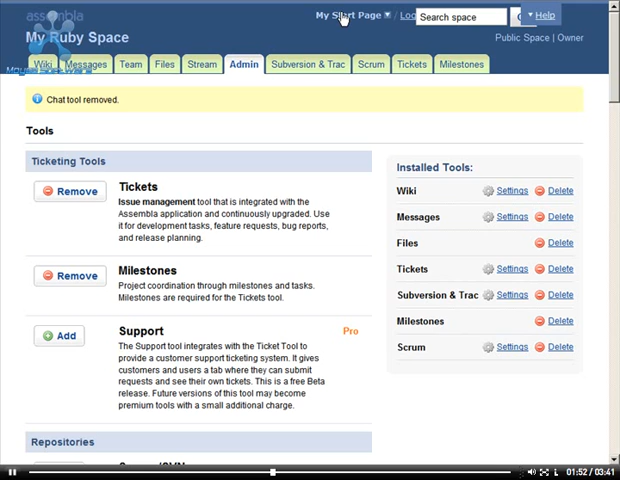 assembla
My Start Page
Log
Search space
Help
My Ruby Space
Public Space | Owner
Wiki Messages Team Files Stream Admin Subversion & Trac Scrum Tickets Milestones
Chat tool removed.
Tools
Ticketing Tools
Remove
Tickets
Issue management tool that is integrated with the
Assembla application and continuously upgraded. Use
it for development tasks, feature requests, bug reports,
and release planning.
Remove
Milestones
Project coordination through milestones and tasks.
Milestones are required for the Tickets tool.
Add
Support
Pro
The Support tool integrates with the Ticket Tool to
provide a customer support ticketing system. It gives
customers and users a tab where they can submit
requests and see their own tickets. This is a free Beta
release. Future versions of this tool may become
premium tools with a small additional charge.
Repositories
Installed Tools:
Wiki Settings Delete
Messages Settings Delete
Files Delete
Tickets Settings Delete
Subversion & Trac Settings Delete
Milestones Delete
Scrum Settings Delete
01:52 / 03:41